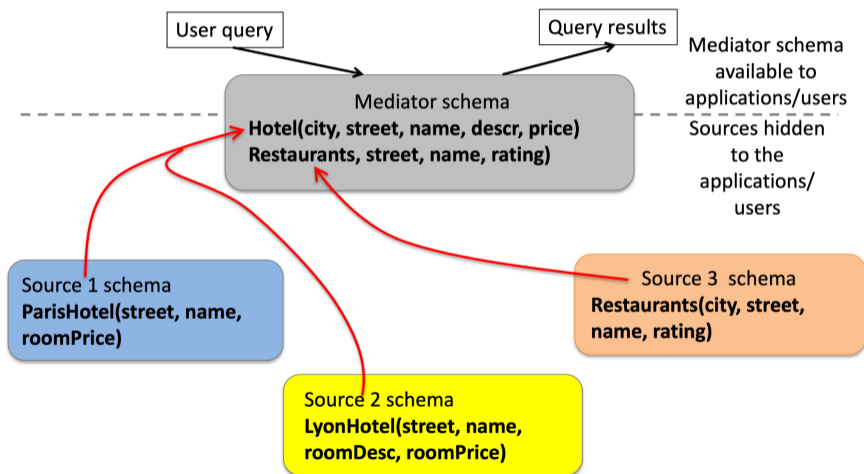 User query
Query results
Mediator schema
available to
applications/users
Mediator schema
Hotel(city, street, name, descr, price)
Restaurants, street, name, rating)
Sources hidden
to the
applications/
users
Source 1 schema
ParisHotel(street, name,
roomPrice)
Source 3 schema
Restaurants(city, street,
name, rating)
Source 2 schema
LyonHotel(street, name,
roomDesc, roomPrice)